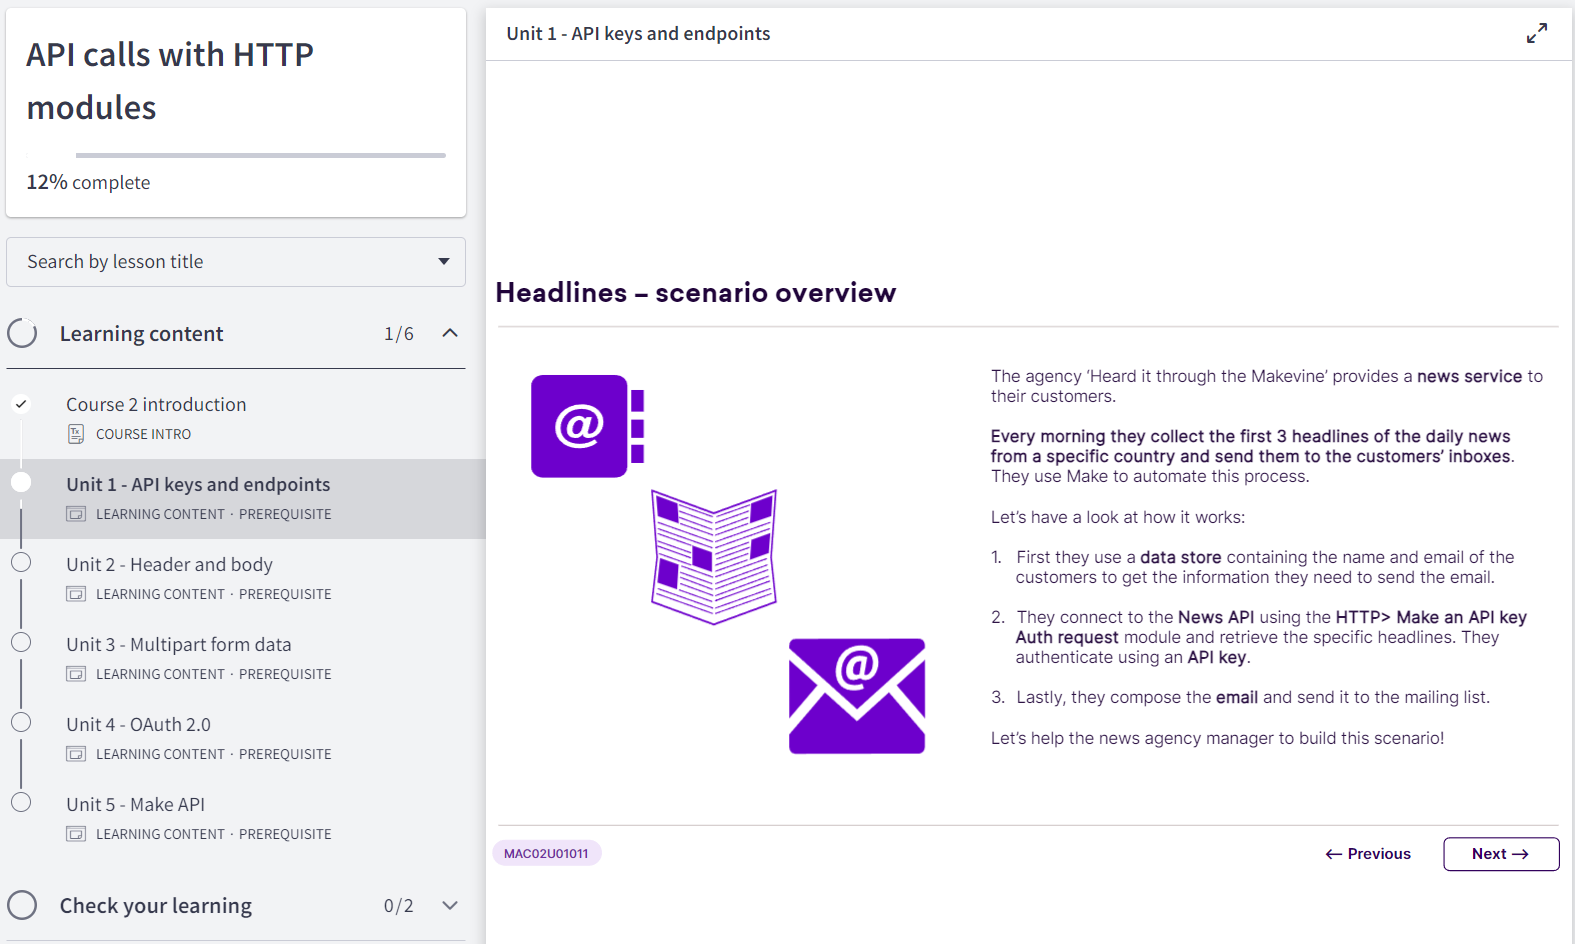 API calls with HTTP
modules
12% complete
Search by lesson title
Learning content 1/6
Course 2 introduction
COURSE INTRO
Unit 1 - API keys and endpoints
LEARNING CONTENT · PREREQUISITE
Unit 2 - Header and body
LEARNING CONTENT · PREREQUISITE
Unit 3 - Multipart form data
LEARNING CONTENT · PREREQUISITE
Unit 4 - OAuth 2.0
LEARNING CONTENT · PREREQUISITE
Unit 5 - Make API
LEARNING CONTENT · PREREQUISITE
Check your learning 0/2
Unit 1 - API keys and endpoints
Headlines – scenario overview
@
@
The agency ‘Heard it through the Makevine’ provides a news service to
their customers.
Every morning they collect the first 3 headlines of the daily news
from a specific country and send them to the customers’ inboxes.
They use Make to automate this process.
Let’s have a look at how it works:
1. First they use a data store containing the name and email of the
customers to get the information they need to send the email.
2. They connect to the News API using the HTTP> Make an API key
Auth request module and retrieve the specific headlines. They
authenticate using an API key.
3. Lastly, they compose the email and send it to the mailing list.
Let’s help the news agency manager to build this scenario!
MAC02U01011
← Previous
Next →